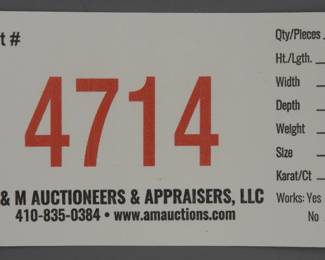 t #
4714
& M AUCTIONEERS & APPRAISERS, LLC
410-835-0384 • www.amauctions.com
Qty/Pieces
Ht./Lgth.
Width
Depth
Weight
Size
Karat/Ct
Works: Yes
No